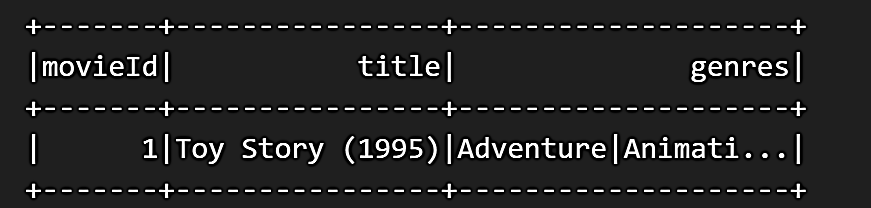 +-------+----------------+--------------------+
|movieId|           title|              genres|
+-------+----------------+--------------------+
|      1|Toy Story (1995)|Adventure|Animati...|
+-------+----------------+--------------------+